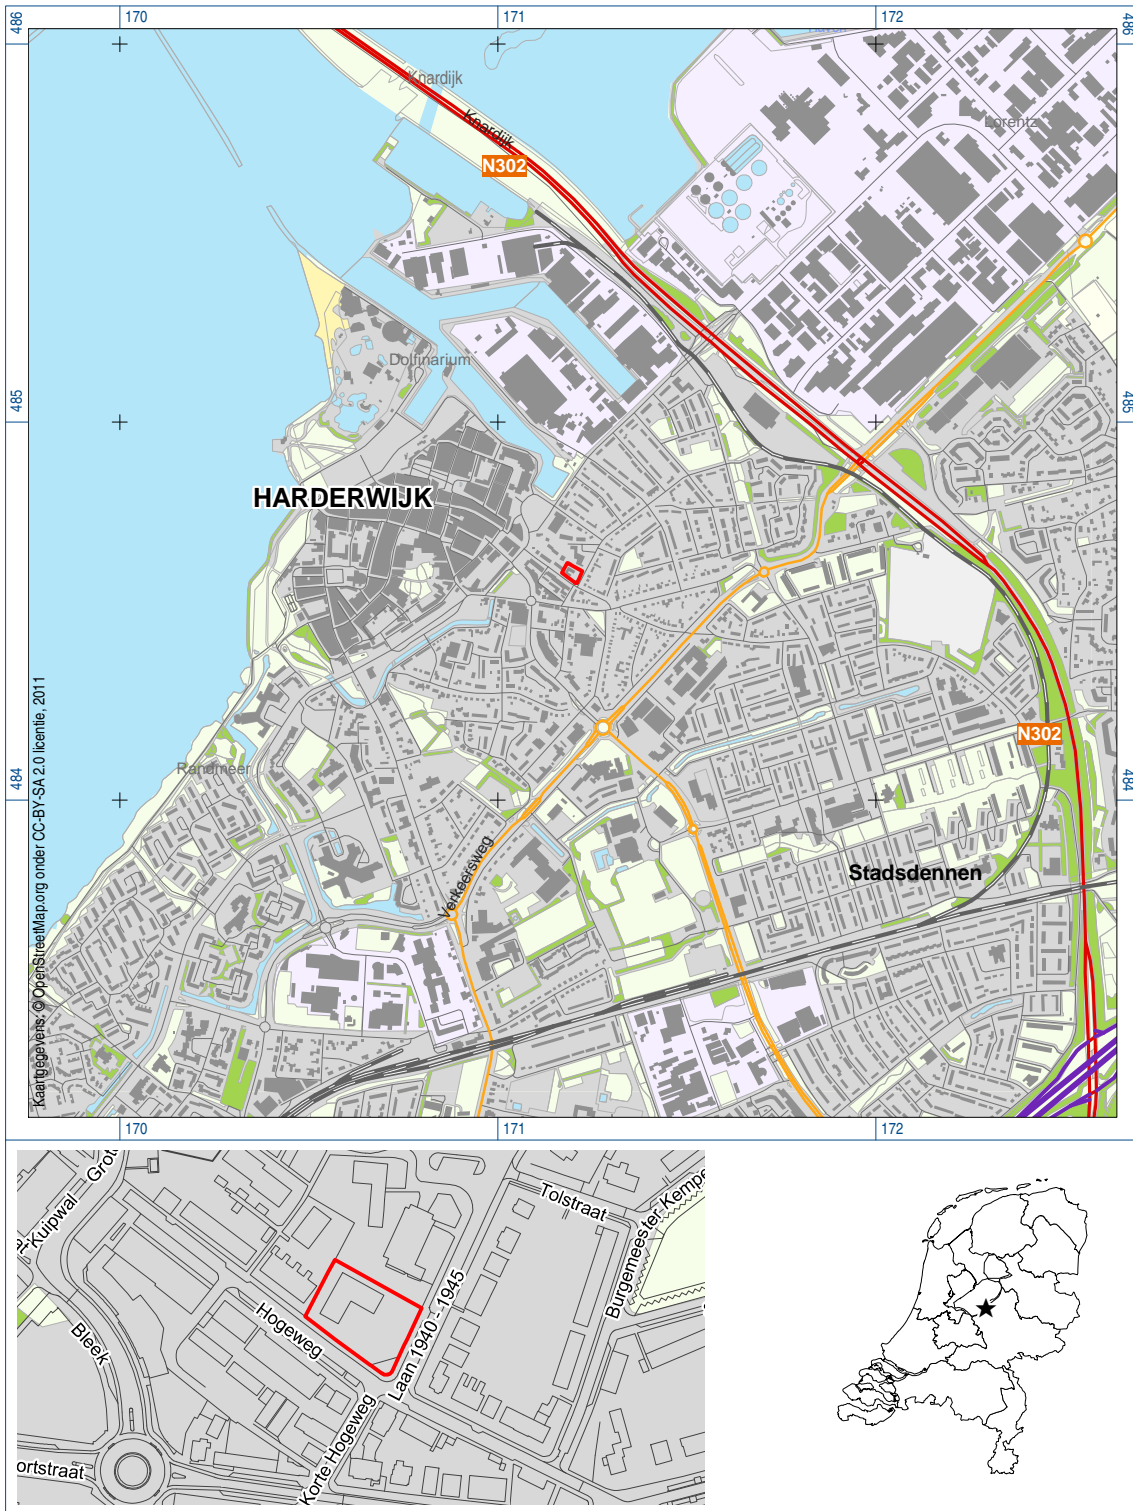 170
171
172
486
486
Haven
Knardijk
Knardijk
Lorentz
N302
Dolfinarium
485
485
HARDERWIJK
N302
Randmeer
484
484
Verkeersweg
Stadsdennen
Kaartgegevens: © OpenStreetMap.org onder CC-BY-SA 2.0 licentie, 2011
170
171
172
Kuipwal
Grote
Tolstraat
Burgemeester Kempe
Hogeweg
Laan 1940 - 1945
Bleek
Korte Hogeweg
ortstraat